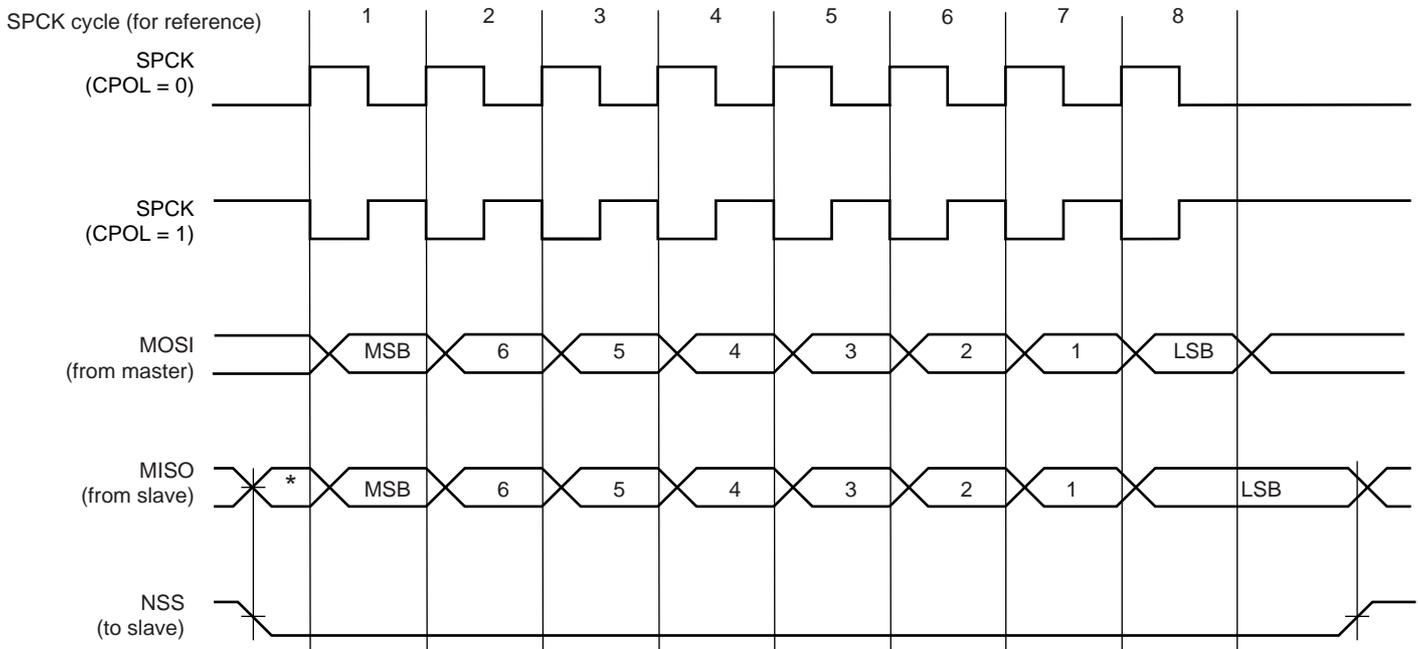 SPCK cycle (for reference)
1 2 3 4 5 6 7 8
SPCK
(CPOL = 0)
SPCK
(CPOL = 1)
MOSI
(from master)
MSB 6 5 4 3 2 1 LSB
MISO
(from slave)
* MSB 6 5 4 3 2 1 LSB
NSS
(to slave)